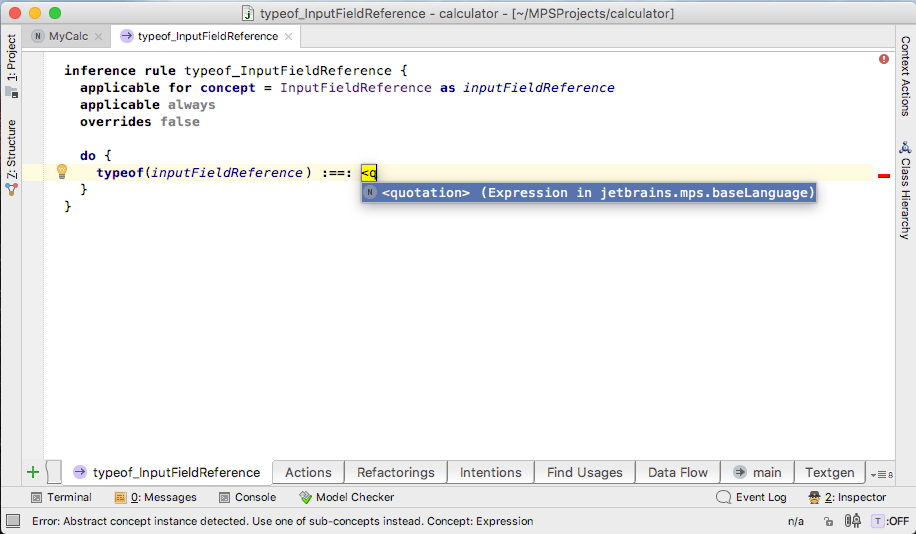 typeof_InputFieldReference – calculator – [~/MPSProjects/calculator]
N MyCalc typeof_InputFieldReference
1: Project
7: Structure
Context Actions
Class Hierarchy
inference rule typeof_InputFieldReference {
applicable for concept = InputFieldReference as inputFieldReference
applicable always
overrides false
do {
typeof(inputFieldReference) :==: <q
N <quotation> (Expression in jetbrains.mps.baseLanguage)
}
}
typeof_InputFieldReference Actions Refactorings Intentions Find Usages Data Flow main Textgen 8
Terminal 0: Messages Console Model Checker Event Log 2: Inspector
Error: Abstract concept instance detected. Use one of sub-concepts instead. Concept: Expression n/a T :OFF